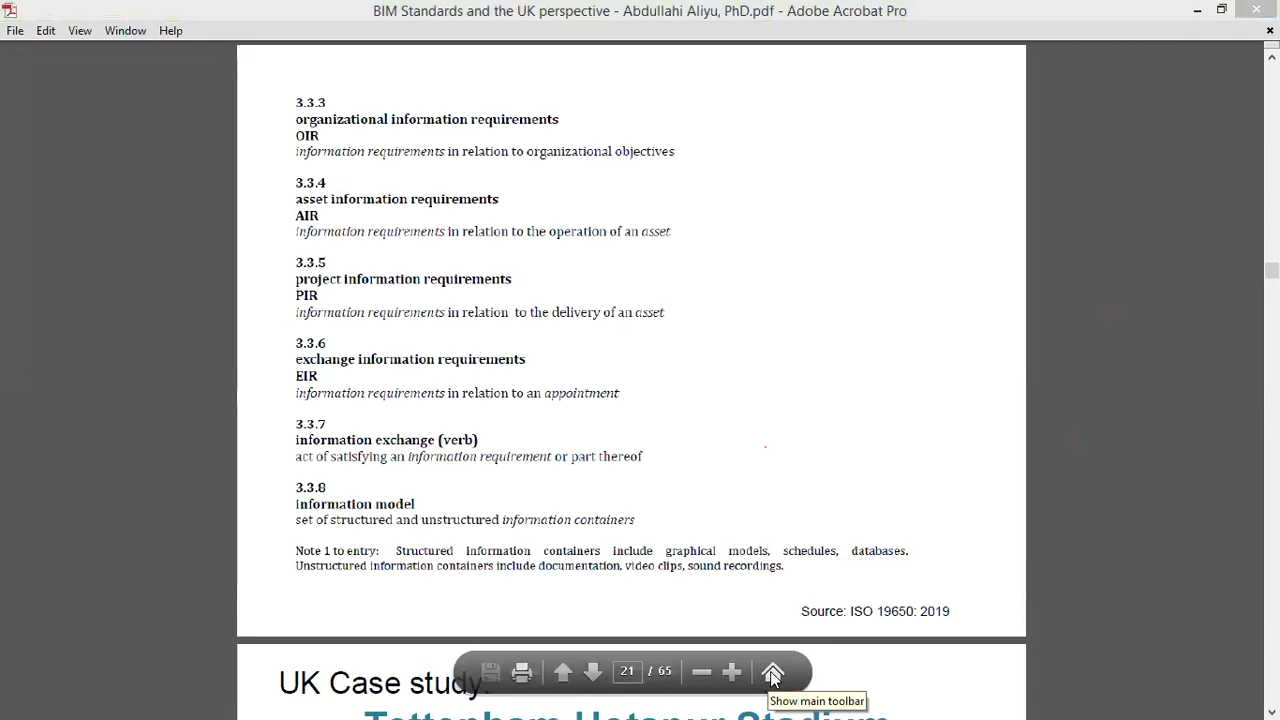 BIM Standards and the UK perspective - Abdullahi Aliyu, PhD.pdf - Adobe Acrobat Pro
File Edit View Window Help
3.3.3
organizational information requirements
OIR
information requirements in relation to organizational objectives
3.3.4
asset information requirements
AIR
information requirements in relation to the operation of an asset
3.3.5
project information requirements
PIR
information requirements in relation to the delivery of an asset
3.3.6
exchange information requirements
EIR
information requirements in relation to an appointment
3.3.7
information exchange (verb)
act of satisfying an information requirement or part thereof
3.3.8
information model
set of structured and unstructured information containers
Note 1 to entry: Structured information containers include graphical models, schedules, databases.
Unstructured information containers include documentation, video clips, sound recordings.
Source: ISO 19650: 2019
UK Case study:
21 / 65
Show main toolbar
Tottenham Hotspur Stadium